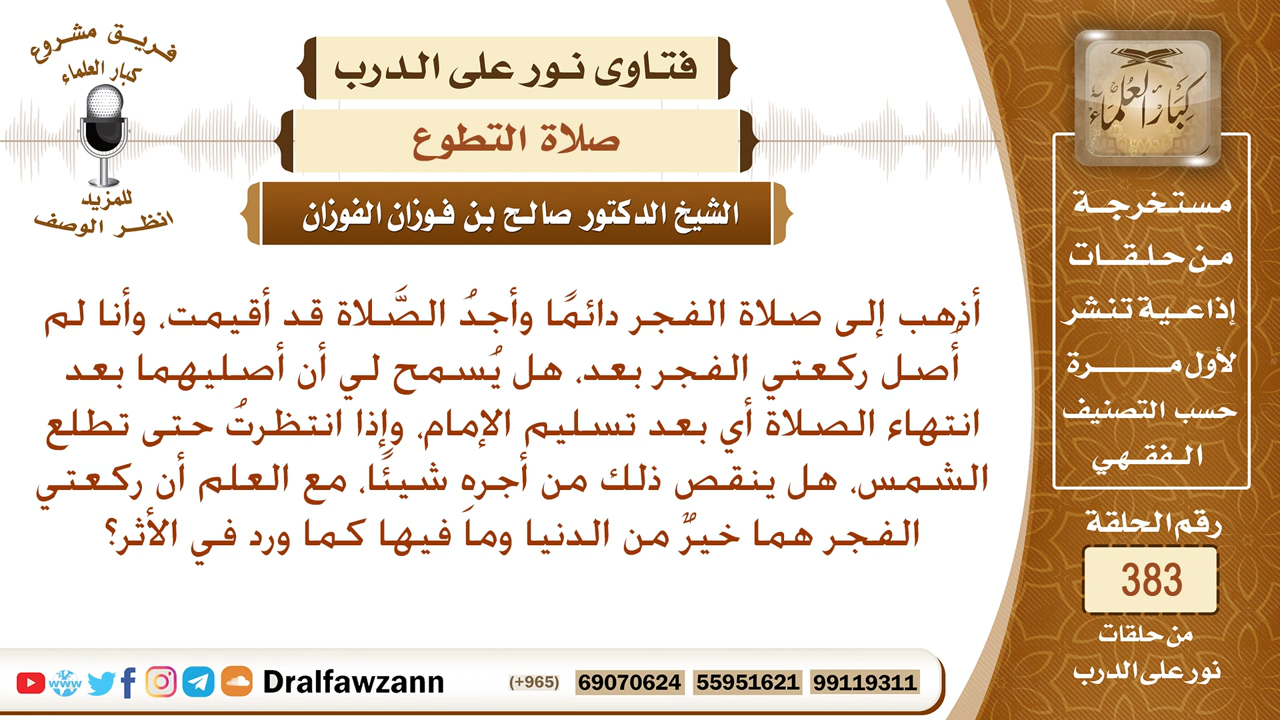 فريق مشروع
كبار العلماء
للمزيد
انظر الوصف
فتاوى نور على الدرب
صلاة التطوع
الشيخ الدكتور صالح بن فوزان الفوزان
أذهب إلى صلاة الفجر دائمًا وأجدُ الصَّلاة قد أقيمت، وأنا لم
أُصل ركعتي الفجر بعد، هل يُسمح لي أن أصليهما بعد
انتهاء الصلاة أي بعد تسليم الإمام، وإذا انتظرتُ حتى تطلع
الشمس، هل ينقص ذلك من أجرهِ شيئًا، مع العلم أن ركعتي
الفجر هما خيرٌ من الدنيا وما فيها كما ورد في الأثر؟
كبار العلماء
مستخرجة
من حلقات
إذاعية تنشر
لأول مرة
حسب التصنيف
الفقهي
رقم الحلقة
383
من حلقات
نور على الدرب
www
Dralfawzann
(+965) 69070624 55951621 99119311